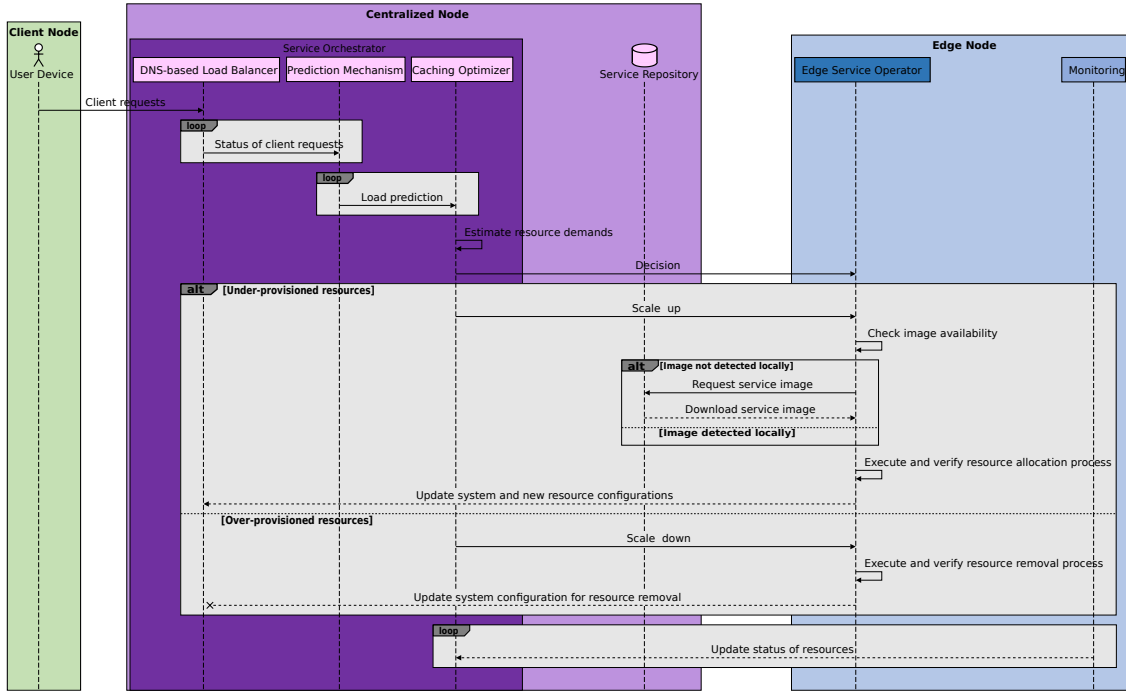 Centralized Node
Client Node
Edge Node
Service Orchestrator
User Device
DNS-based Load Balancer
Prediction Mechanism
Caching Optimizer
Service Repository
Edge Service Operator
Monitoring
Client requests
loop
Status of client requests
loop
Load prediction
Estimate resource demands
Decision
alt
[Under-provisioned resources]
Scale up
Check image availability
alt
[Image not detected locally]
Request service image
Download service image
[Image detected locally]
Execute and verify resource allocation process
Update system and new resource configurations
[Over-provisioned resources]
Scale down
Execute and verify resource removal process
Update system configuration for resource removal
loop
Update status of resources